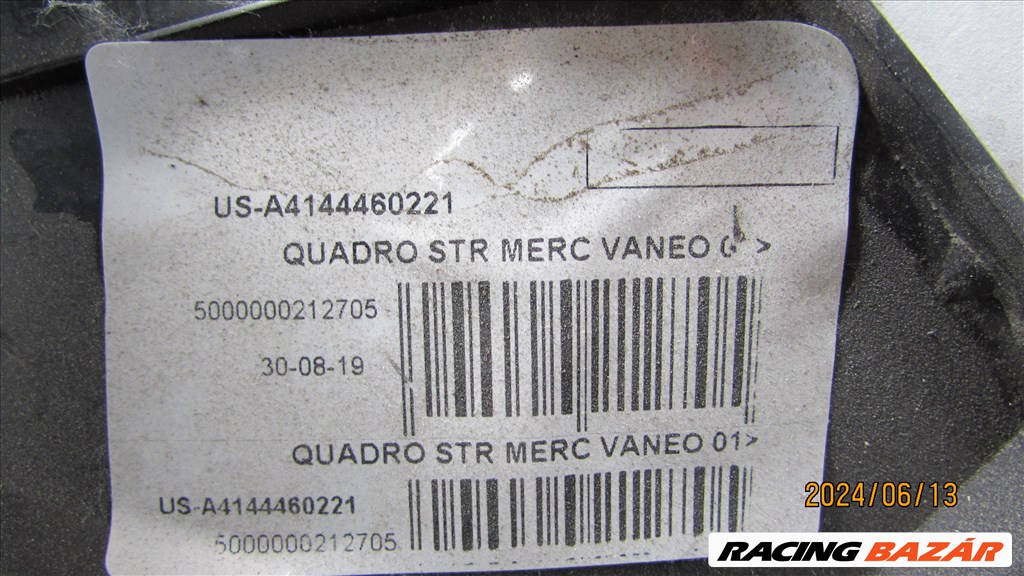 US-A4144460221
QUADRO STR MERC VANEO 0 >
5000000212705
30-08-19
QUADRO STR MERC VANEO 01>
US-A4144460221
5000000212705
2024/06/13
RACING BAZÁR